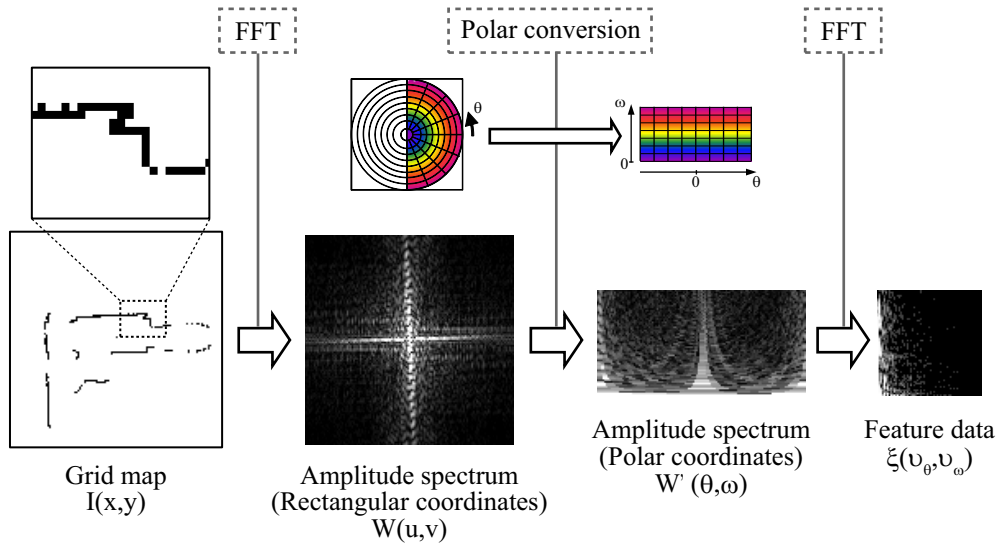 FFT
Polar conversion
FFT
θ
ω
0
0
θ
Grid map
I(x,y)
Amplitude spectrum
(Rectangular coordinates)
W(u,v)
Amplitude spectrum
(Polar coordinates)
W' (θ,ω)
Feature data
ξ(υθ,υω)